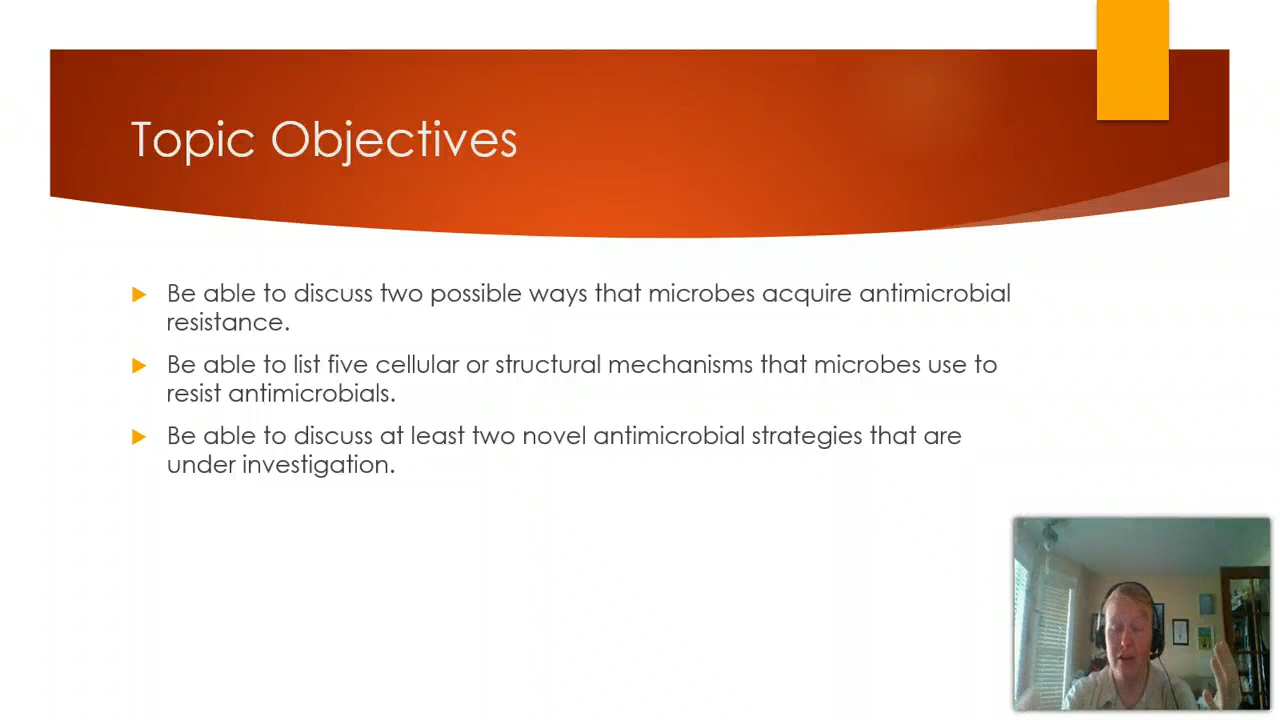 Topic Objectives
Be able to discuss two possible ways that microbes acquire antimicrobial
resistance.
Be able to list five cellular or structural mechanisms that microbes use to
resist antimicrobials.
Be able to discuss at least two novel antimicrobial strategies that are
under investigation.